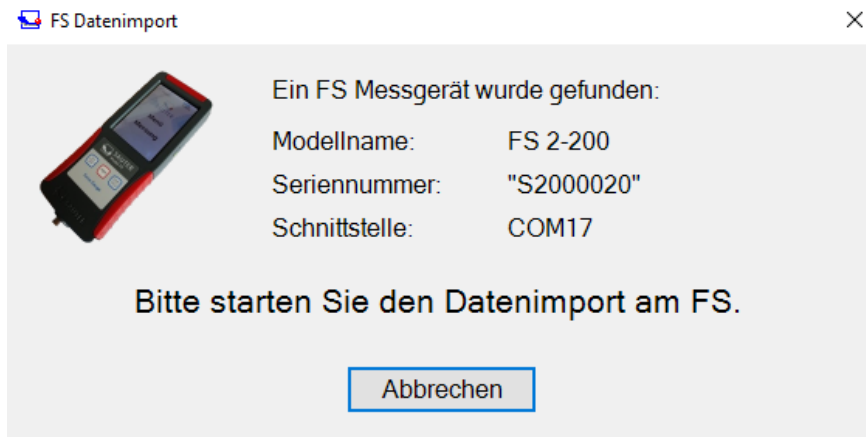 FS Datenimport
Ein FS Messgerät wurde gefunden:
Modellname: FS 2-200
Seriennummer: "S2000020"
Schnittstelle: COM17
Bitte starten Sie den Datenimport am FS.
Abbrechen
SAUTER